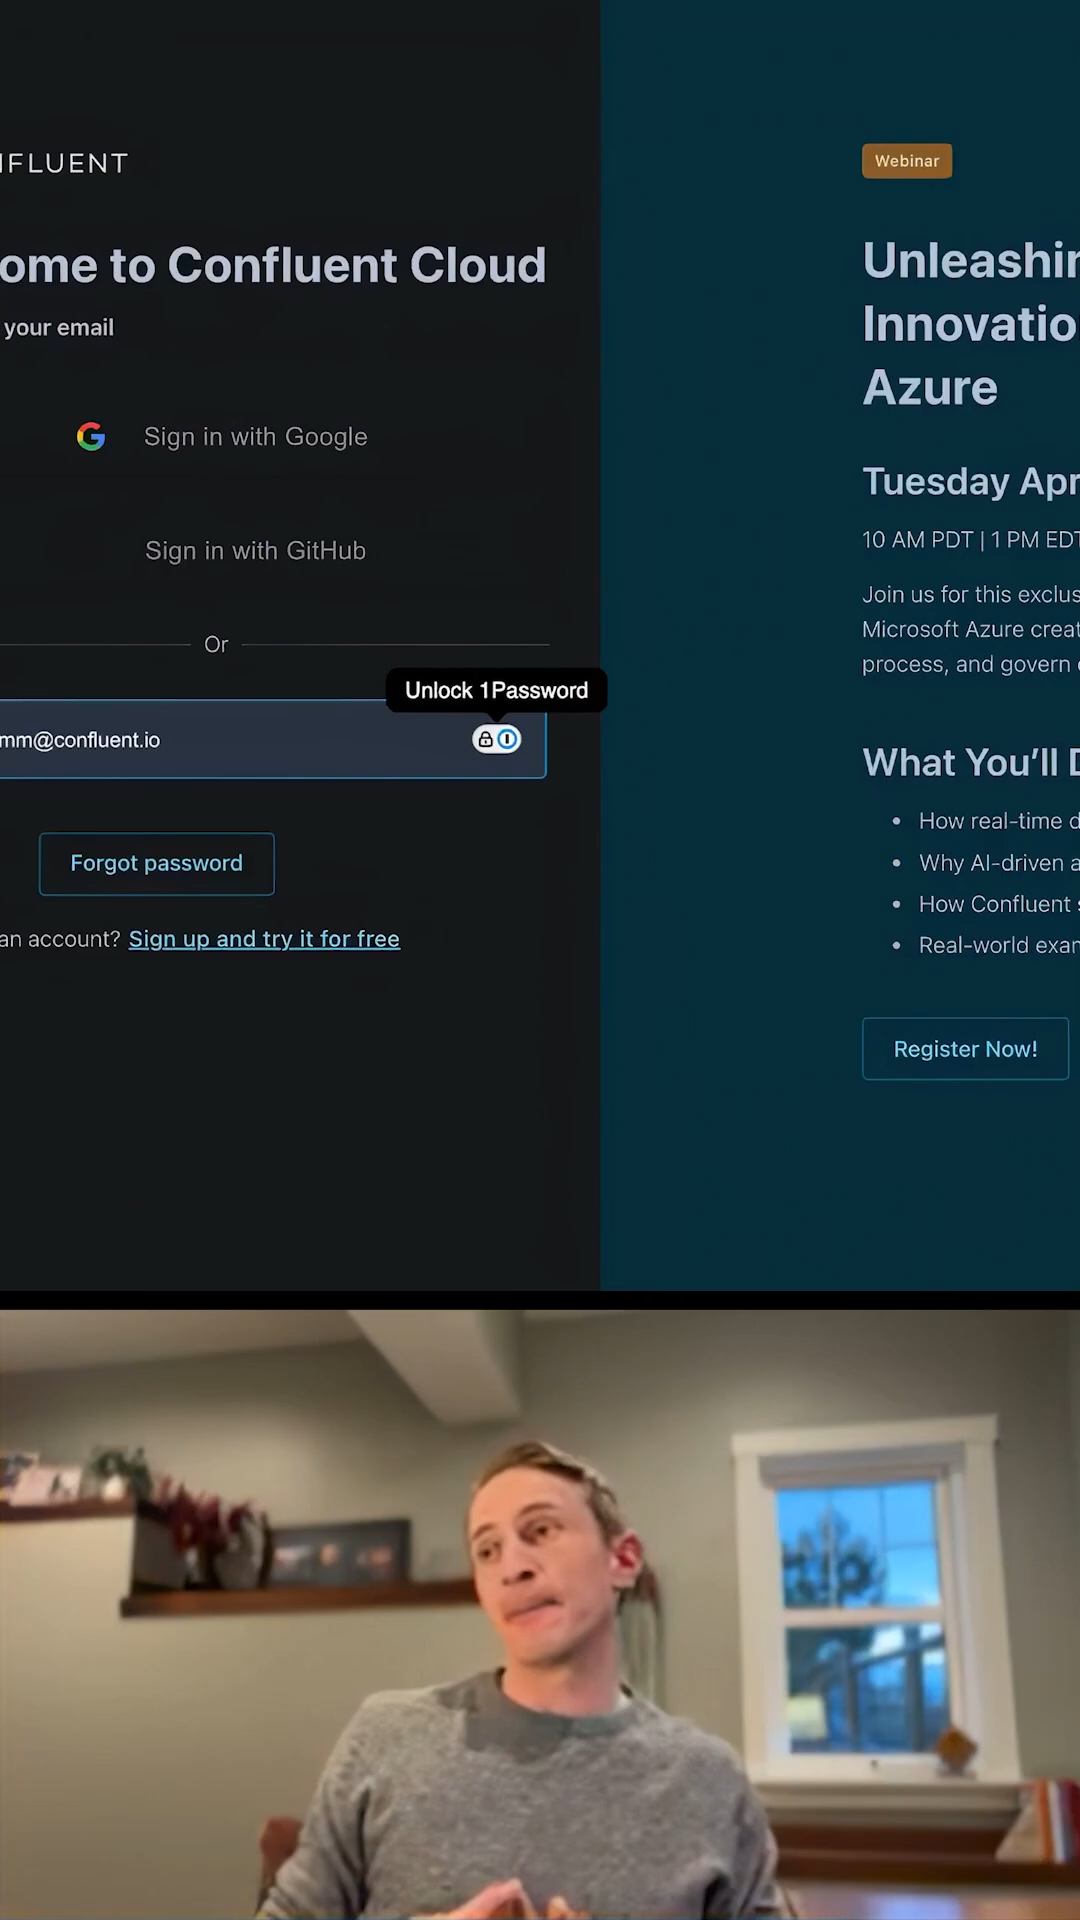 NFLUENT
ome to Confluent Cloud
your email
Sign in with Google
Sign in with GitHub
Or
Unlock 1Password
mm@confluent.io
Forgot password
an account? Sign up and try it for free
Webinar
Unleashin
Innovatio
Azure
Tuesday Apr
10 AM PDT | 1 PM EDT
Join us for this exclus
Microsoft Azure creat
process, and govern
What You’ll D
How real-time d
Why AI-driven a
How Confluent s
Real-world exam
Register Now!